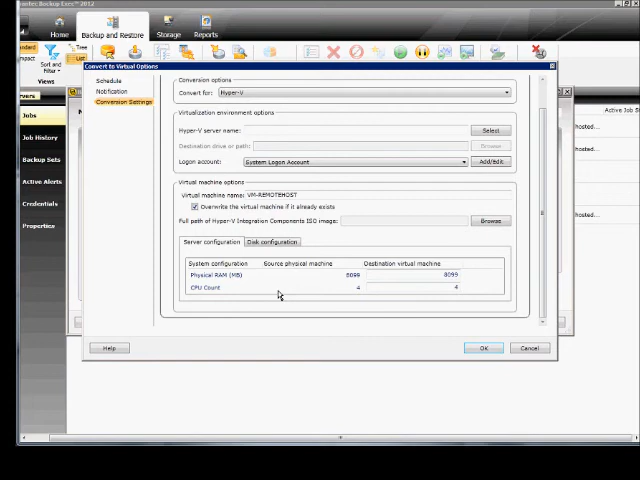 Backup Exec™ 2012
Home
Backup and Restore
Storage
Reports
Sort and
Filter
Tree
List
Views
Convert to Virtual Options
Schedule
Notification
Conversion Settings
Conversion options
Convert for: Hyper-V
Virtualization environment options
Hyper-V server name: Select
Destination drive or path: Browse
Logon account: System Logon Account Add/Edit
Virtual machine options
Virtual machine name: VM-REMOTEHOST
Overwrite the virtual machine if it already exists
Full path of Hyper-V Integration Components ISO image: Browse
Server configuration Disk configuration
System configuration Source physical machine Destination virtual machine
Physical RAM (MB) 8099 8099
CPU Count 4 4
Help OK Cancel
Jobs
Job History
Backup Sets
Active Alerts
Credentials
Properties
Active Job S
hosted...
hosted...
hosted...